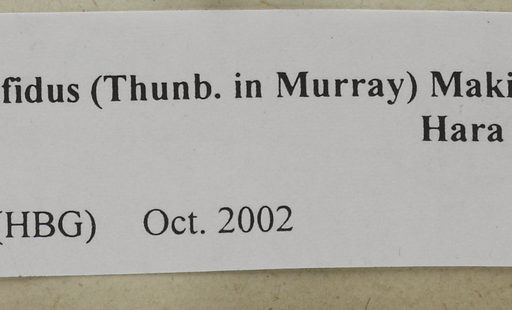 fidus (Thunb. in Murray) Maki
Hara
(HBG) Oct. 2002